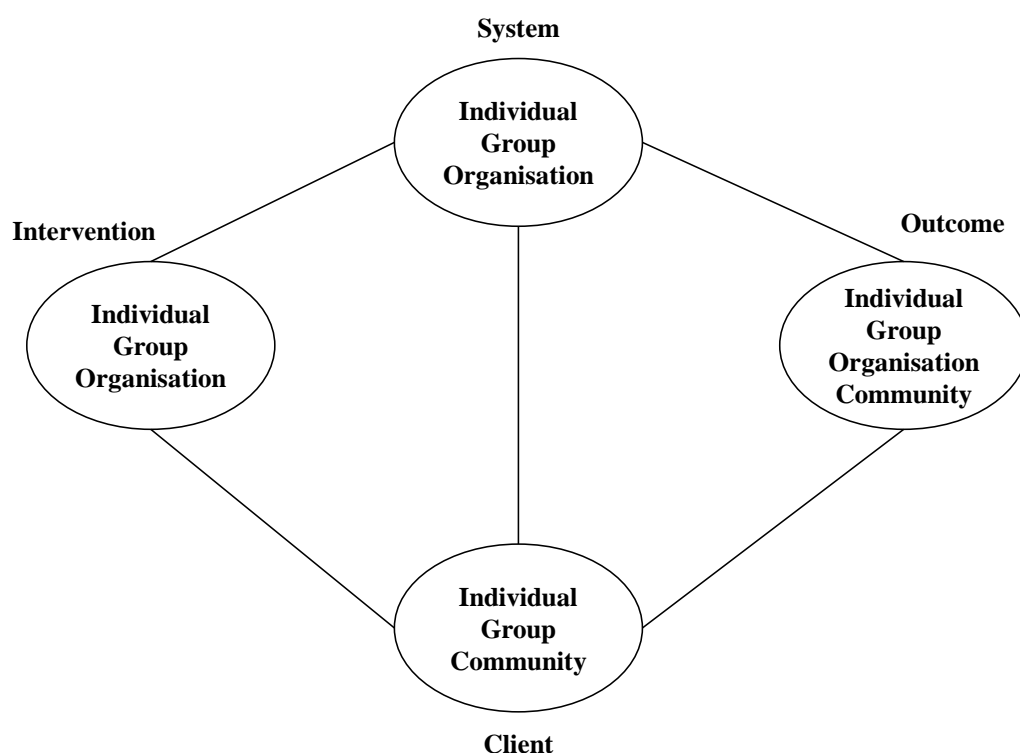 System
Individual
Group
Organisation
Intervention
Individual
Group
Organisation
Outcome
Individual
Group
Organisation
Community
Individual
Group
Community
Client